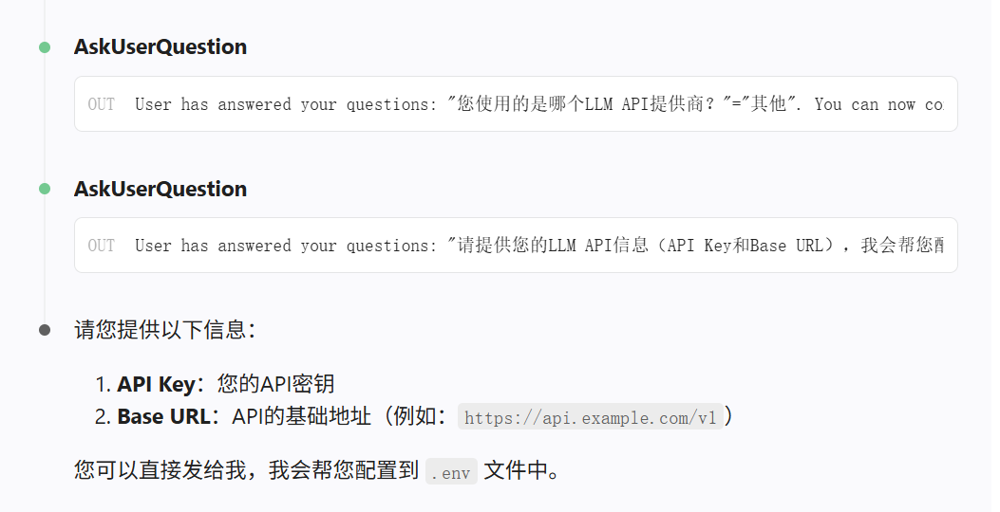 AskUserQuestion
OUT User has answered your questions: "您使用的是哪个LLM API提供商？"="其他". You can now
AskUserQuestion
OUT User has answered your questions: "请提供您的LLM API信息（API Key和Base URL），我会帮您
请您提供以下信息：
1. API Key：您的API密钥
2. Base URL：API的基础地址（例如：https://api.example.com/v1）
您可以直接发给我，我会帮您配置到 .env 文件中。